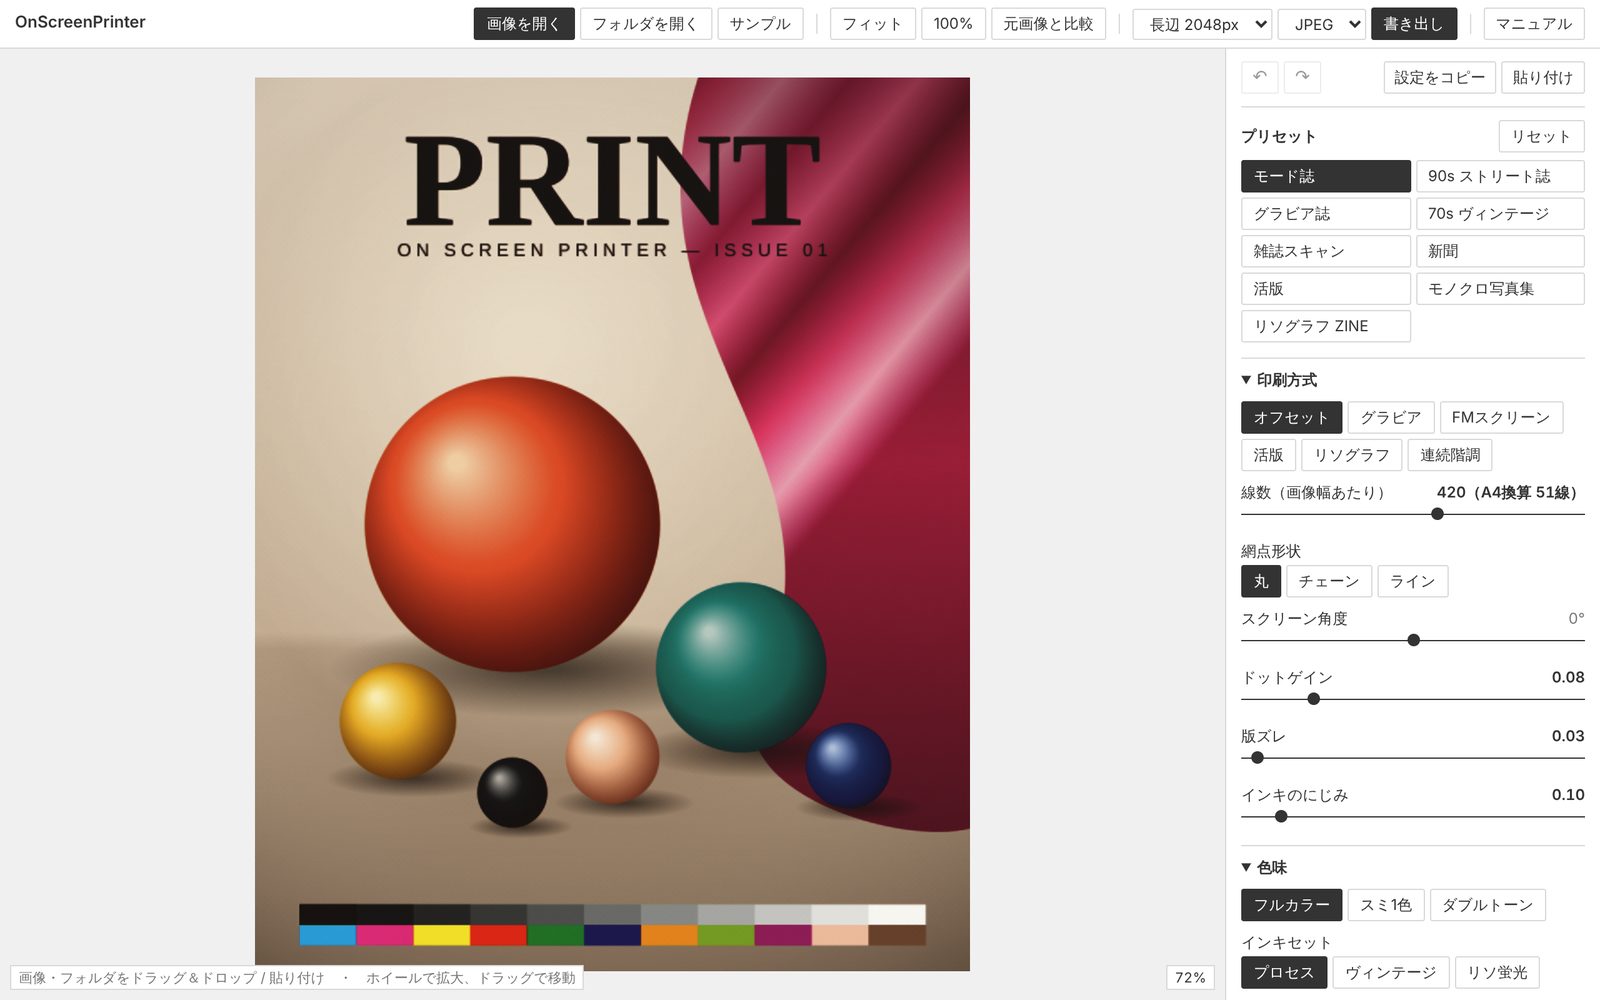 OnScreenPrinter
画像を開く フォルダを開く サンプル フィット 100% 元画像と比較 長辺 2048px JPEG 書き出し マニュアル
↶ ↷ 設定をコピー 貼り付け
プリセット リセット
モード誌 90s ストリート誌
グラビア誌 70s ヴィンテージ
雑誌スキャン 新聞
活版 モノクロ写真集
リソグラフ ZINE
▼ 印刷方式
オフセット グラビア FMスクリーン
活版 リソグラフ 連続階調
線数（画像幅あたり） 420（A4換算 51線）
網点形状
丸 チェーン ライン
スクリーン角度 0°
ドットゲイン 0.08
版ズレ 0.03
インキのにじみ 0.10
▼ 色味
フルカラー スミ1色 ダブルトーン
インキセット
プロセス ヴィンテージ リソ蛍光
PRINT
ON SCREEN PRINTER — ISSUE 01
画像・フォルダをドラッグ＆ドロップ / 貼り付け ・ ホイールで拡大、ドラッグで移動
72%